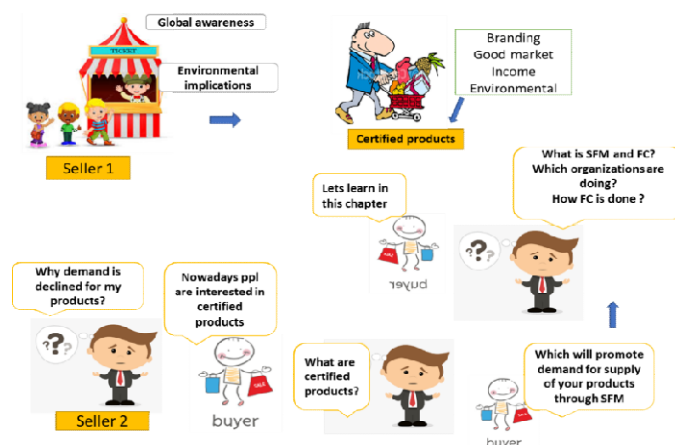 Global awareness
TICKET
Environmental
implications
Seller 1
Branding
Good market
Income
Environmental
Certified products
What is SFM and FC?
Which organizations are
doing?
How FC is done ?
Lets learn in
this chapter
buyer
Why demand is
declined for my
products?
Nowadays ppl
are interested in
certified
products
Seller 2
buyer
What are
certified
products?
Which will promote
demand for supply
of your products
through SFM
buyer